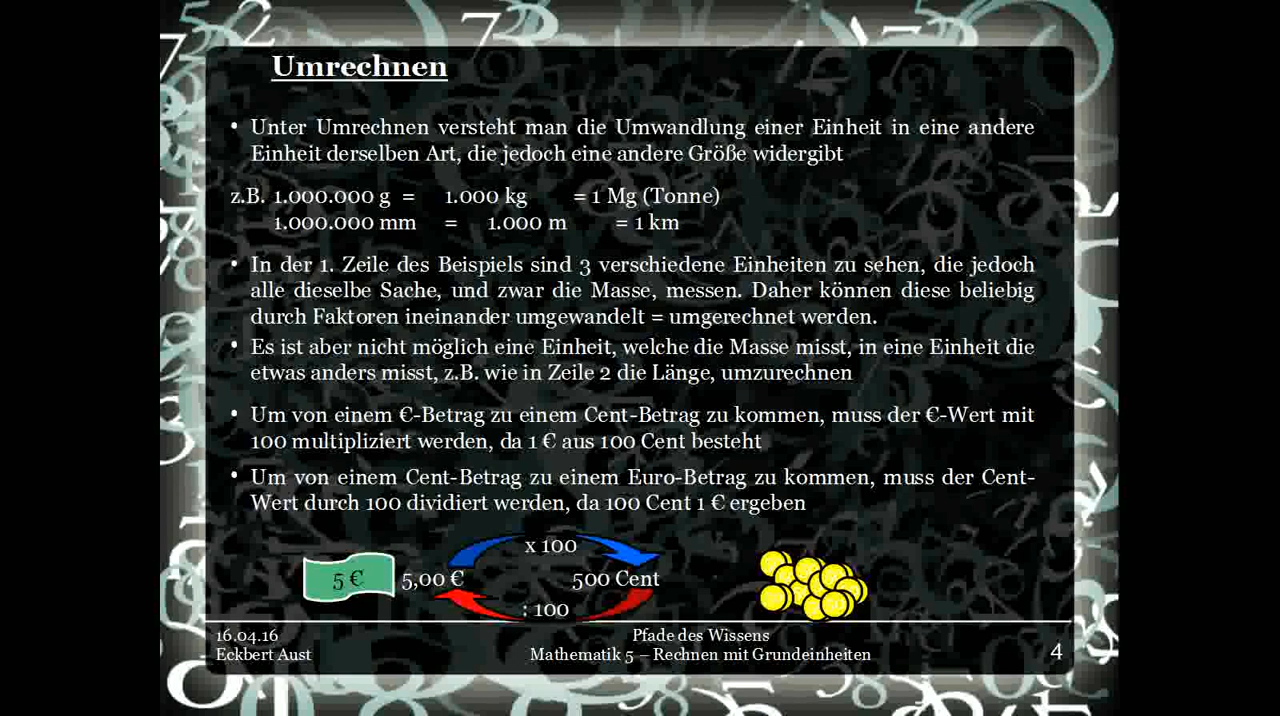 Umrechnen
• Unter Umrechnen versteht man die Umwandlung einer Einheit in eine andere
Einheit derselben Art, die jedoch eine andere Größe widergibt
z.B. 1.000.000 g = 1.000 kg = 1 Mg (Tonne)
1.000.000 mm = 1.000 m = 1 km
• In der 1. Zeile des Beispiels sind 3 verschiedene Einheiten zu sehen, die jedoch
alle dieselbe Sache, und zwar die Masse, messen. Daher können diese beliebig
durch Faktoren ineinander umgewandelt = umgerechnet werden.
• Es ist aber nicht möglich eine Einheit, welche die Masse misst, in eine Einheit die
etwas anders misst, z.B. wie in Zeile 2 die Länge, umzurechnen
• Um von einem €-Betrag zu einem Cent-Betrag zu kommen, muss der €-Wert mit
100 multipliziert werden, da 1 € aus 100 Cent besteht
• Um von einem Cent-Betrag zu einem Euro-Betrag zu kommen, muss der Cent-
Wert durch 100 dividiert werden, da 100 Cent 1 € ergeben
x 100
5 € 5,00 € 500 Cent
: 100
16.04.16 Pfade des Wissens
Eckbert Aust Mathematik 5 – Rechnen mit Grundeinheiten 4